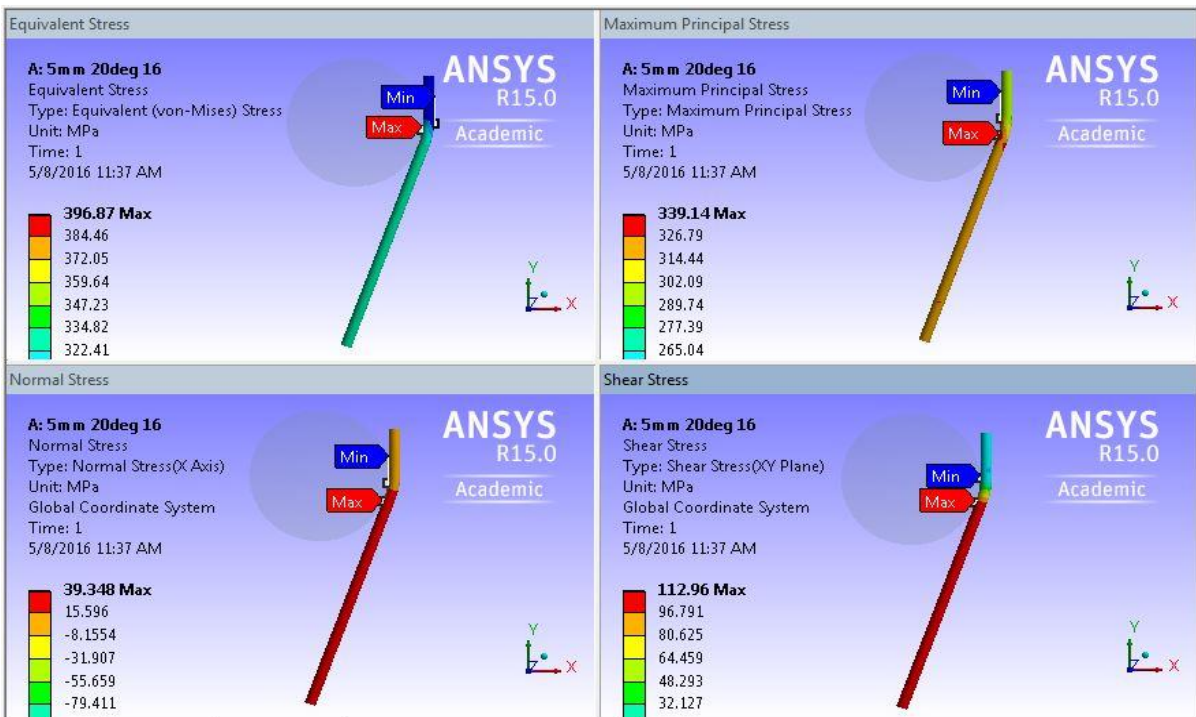 Equivalent Stress
A: 5mm 20deg 16
Equivalent Stress
Type: Equivalent (von-Mises) Stress
Unit: MPa
Time: 1
5/8/2016 11:37 AM
396.87 Max
384.46
372.05
359.64
347.23
334.82
322.41
Min
Max
ANSYS
R15.0
Academic
Y
Z
X
Maximum Principal Stress
A: 5mm 20deg 16
Maximum Principal Stress
Type: Maximum Principal Stress
Unit: MPa
Time: 1
5/8/2016 11:37 AM
339.14 Max
326.79
314.44
302.09
289.74
277.39
265.04
Min
Max
ANSYS
R15.0
Academic
Y
Z
X
Normal Stress
A: 5mm 20deg 16
Normal Stress
Type: Normal Stress(X Axis)
Unit: MPa
Global Coordinate System
Time: 1
5/8/2016 11:37 AM
39.348 Max
15.596
-8.1554
-31.907
-55.659
-79.411
Min
Max
ANSYS
R15.0
Academic
Y
Z
X
Shear Stress
A: 5mm 20deg 16
Shear Stress
Type: Shear Stress(XY Plane)
Unit: MPa
Global Coordinate System
Time: 1
5/8/2016 11:37 AM
112.96 Max
96.791
80.625
64.459
48.293
32.127
Min
Max
ANSYS
R15.0
Academic
Y
Z
X